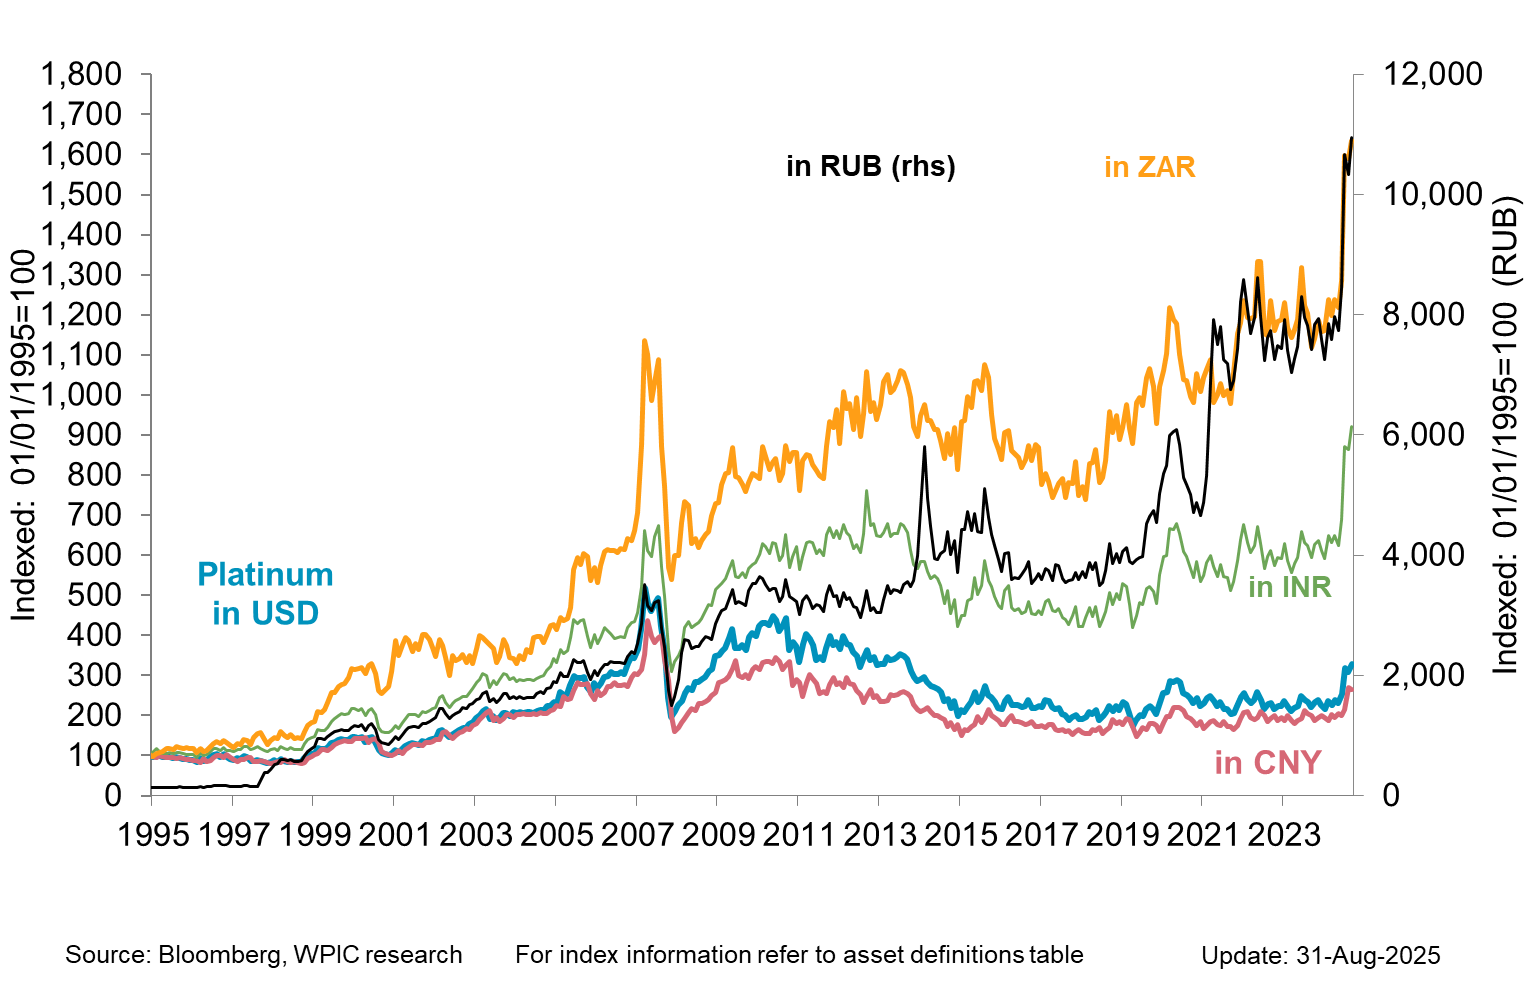 1,800
1,700
1,600
1,500
1,400
1,300
1,200
1,100
1,000
900
800
700
600
500
400
300
200
100
0
Indexed: 01/01/1995=100
12,000
10,000
8,000
6,000
4,000
2,000
0
Indexed: 01/01/1995=100 (RUB)
in RUB (rhs)
in ZAR
Platinum
in USD
in INR
in CNY
1995 1997 1999 2001 2003 2005 2007 2009 2011 2013 2015 2017 2019 2021 2023
Source: Bloomberg, WPIC research For index information refer to asset definitions table Update: 31-Aug-2025